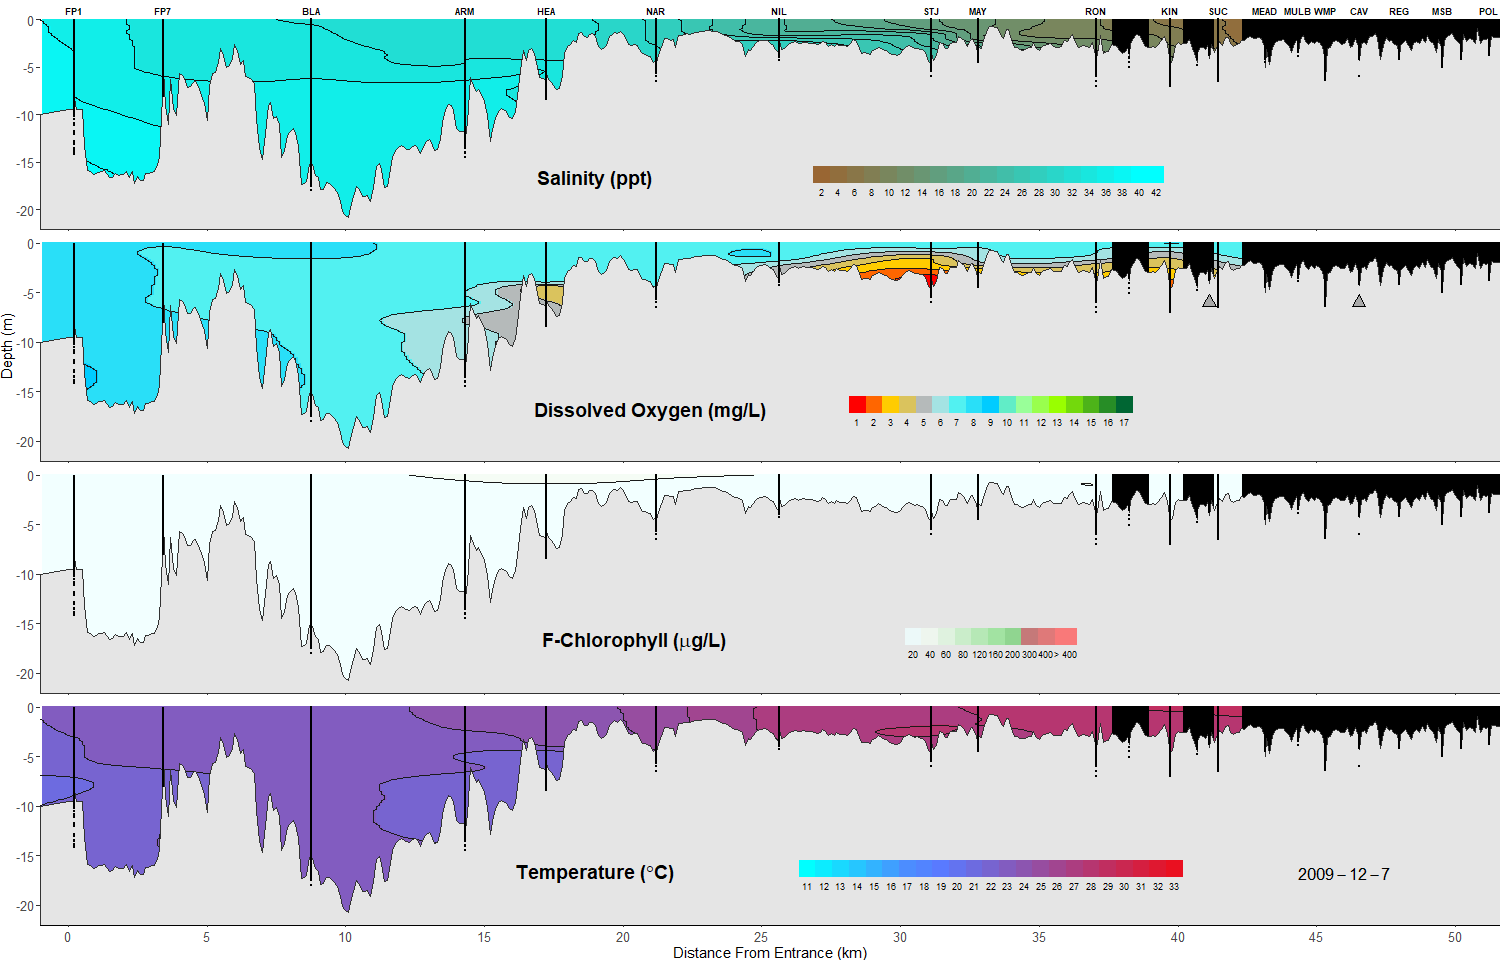 FP1 FP7 BLA ARM HEA NAR NIL STJ MAY RON KIN SUC MEAD MULB WMP CAV REG MSB POL
0
-5
-10
-15
-20
Salinity (ppt)
2 4 6 8 10 12 14 16 18 20 22 24 26 28 30 32 34 36 38 40 42
0
-5
-10
-15
-20
Depth (m)
Dissolved Oxygen (mg/L)
1 2 3 4 5 6 7 8 9 10 11 12 13 14 15 16 17
0
-5
-10
-15
-20
F-Chlorophyll (μg/L)
20 40 60 80 120 160 200 300 400 > 400
0
-5
-10
-15
-20
Temperature (°C)
11 12 13 14 15 16 17 18 19 20 21 22 23 24 25 26 27 28 29 30 31 32 33
2009 – 12 – 7
0 5 10 15 20 25 30 35 40 45 50
Distance From Entrance (km)